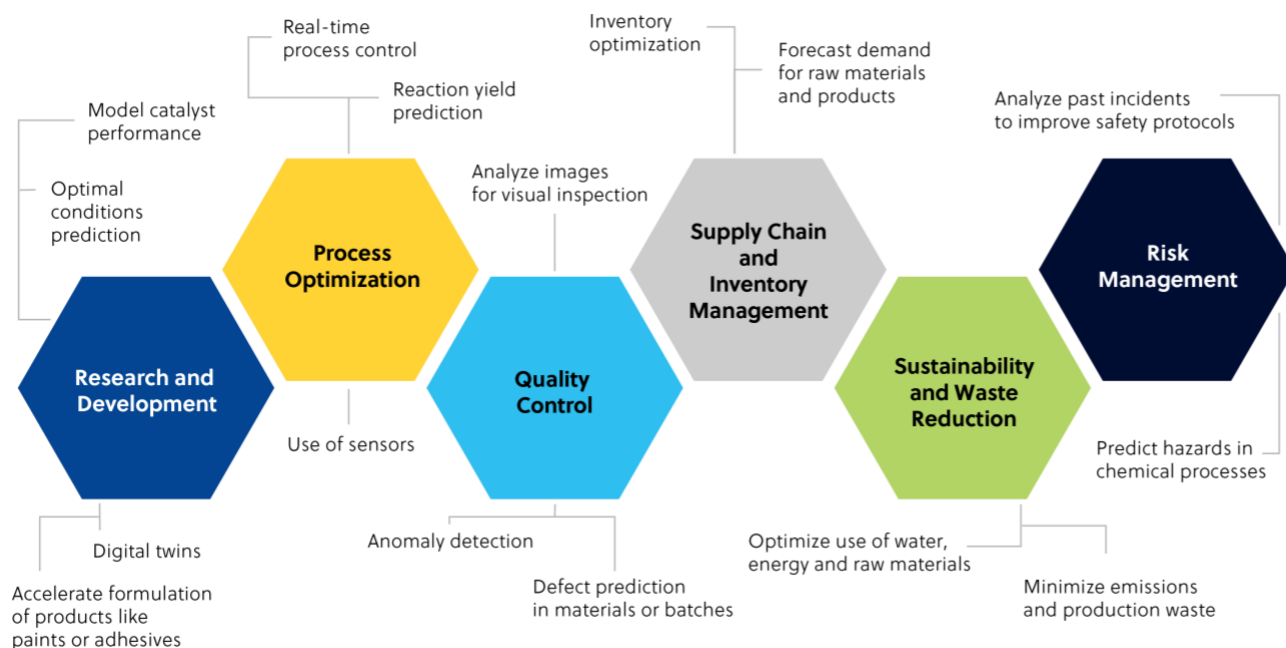 Real-time
process control
Reaction yield
prediction
Model catalyst
performance
Optimal
conditions
prediction
Inventory
optimization
Forecast demand
for raw materials
and products
Analyze past incidents
to improve safety protocols
Analyze images
for visual inspection
Research and
Development
Process
Optimization
Quality
Control
Supply Chain
and
Inventory
Management
Sustainability
and Waste
Reduction
Risk
Management
Use of sensors
Digital twins
Accelerate formulation
of products like
paints or adhesives
Anomaly detection
Defect prediction
in materials or batches
Optimize use of water,
energy and raw materials
Minimize emissions
and production waste
Predict hazards in
chemical processes